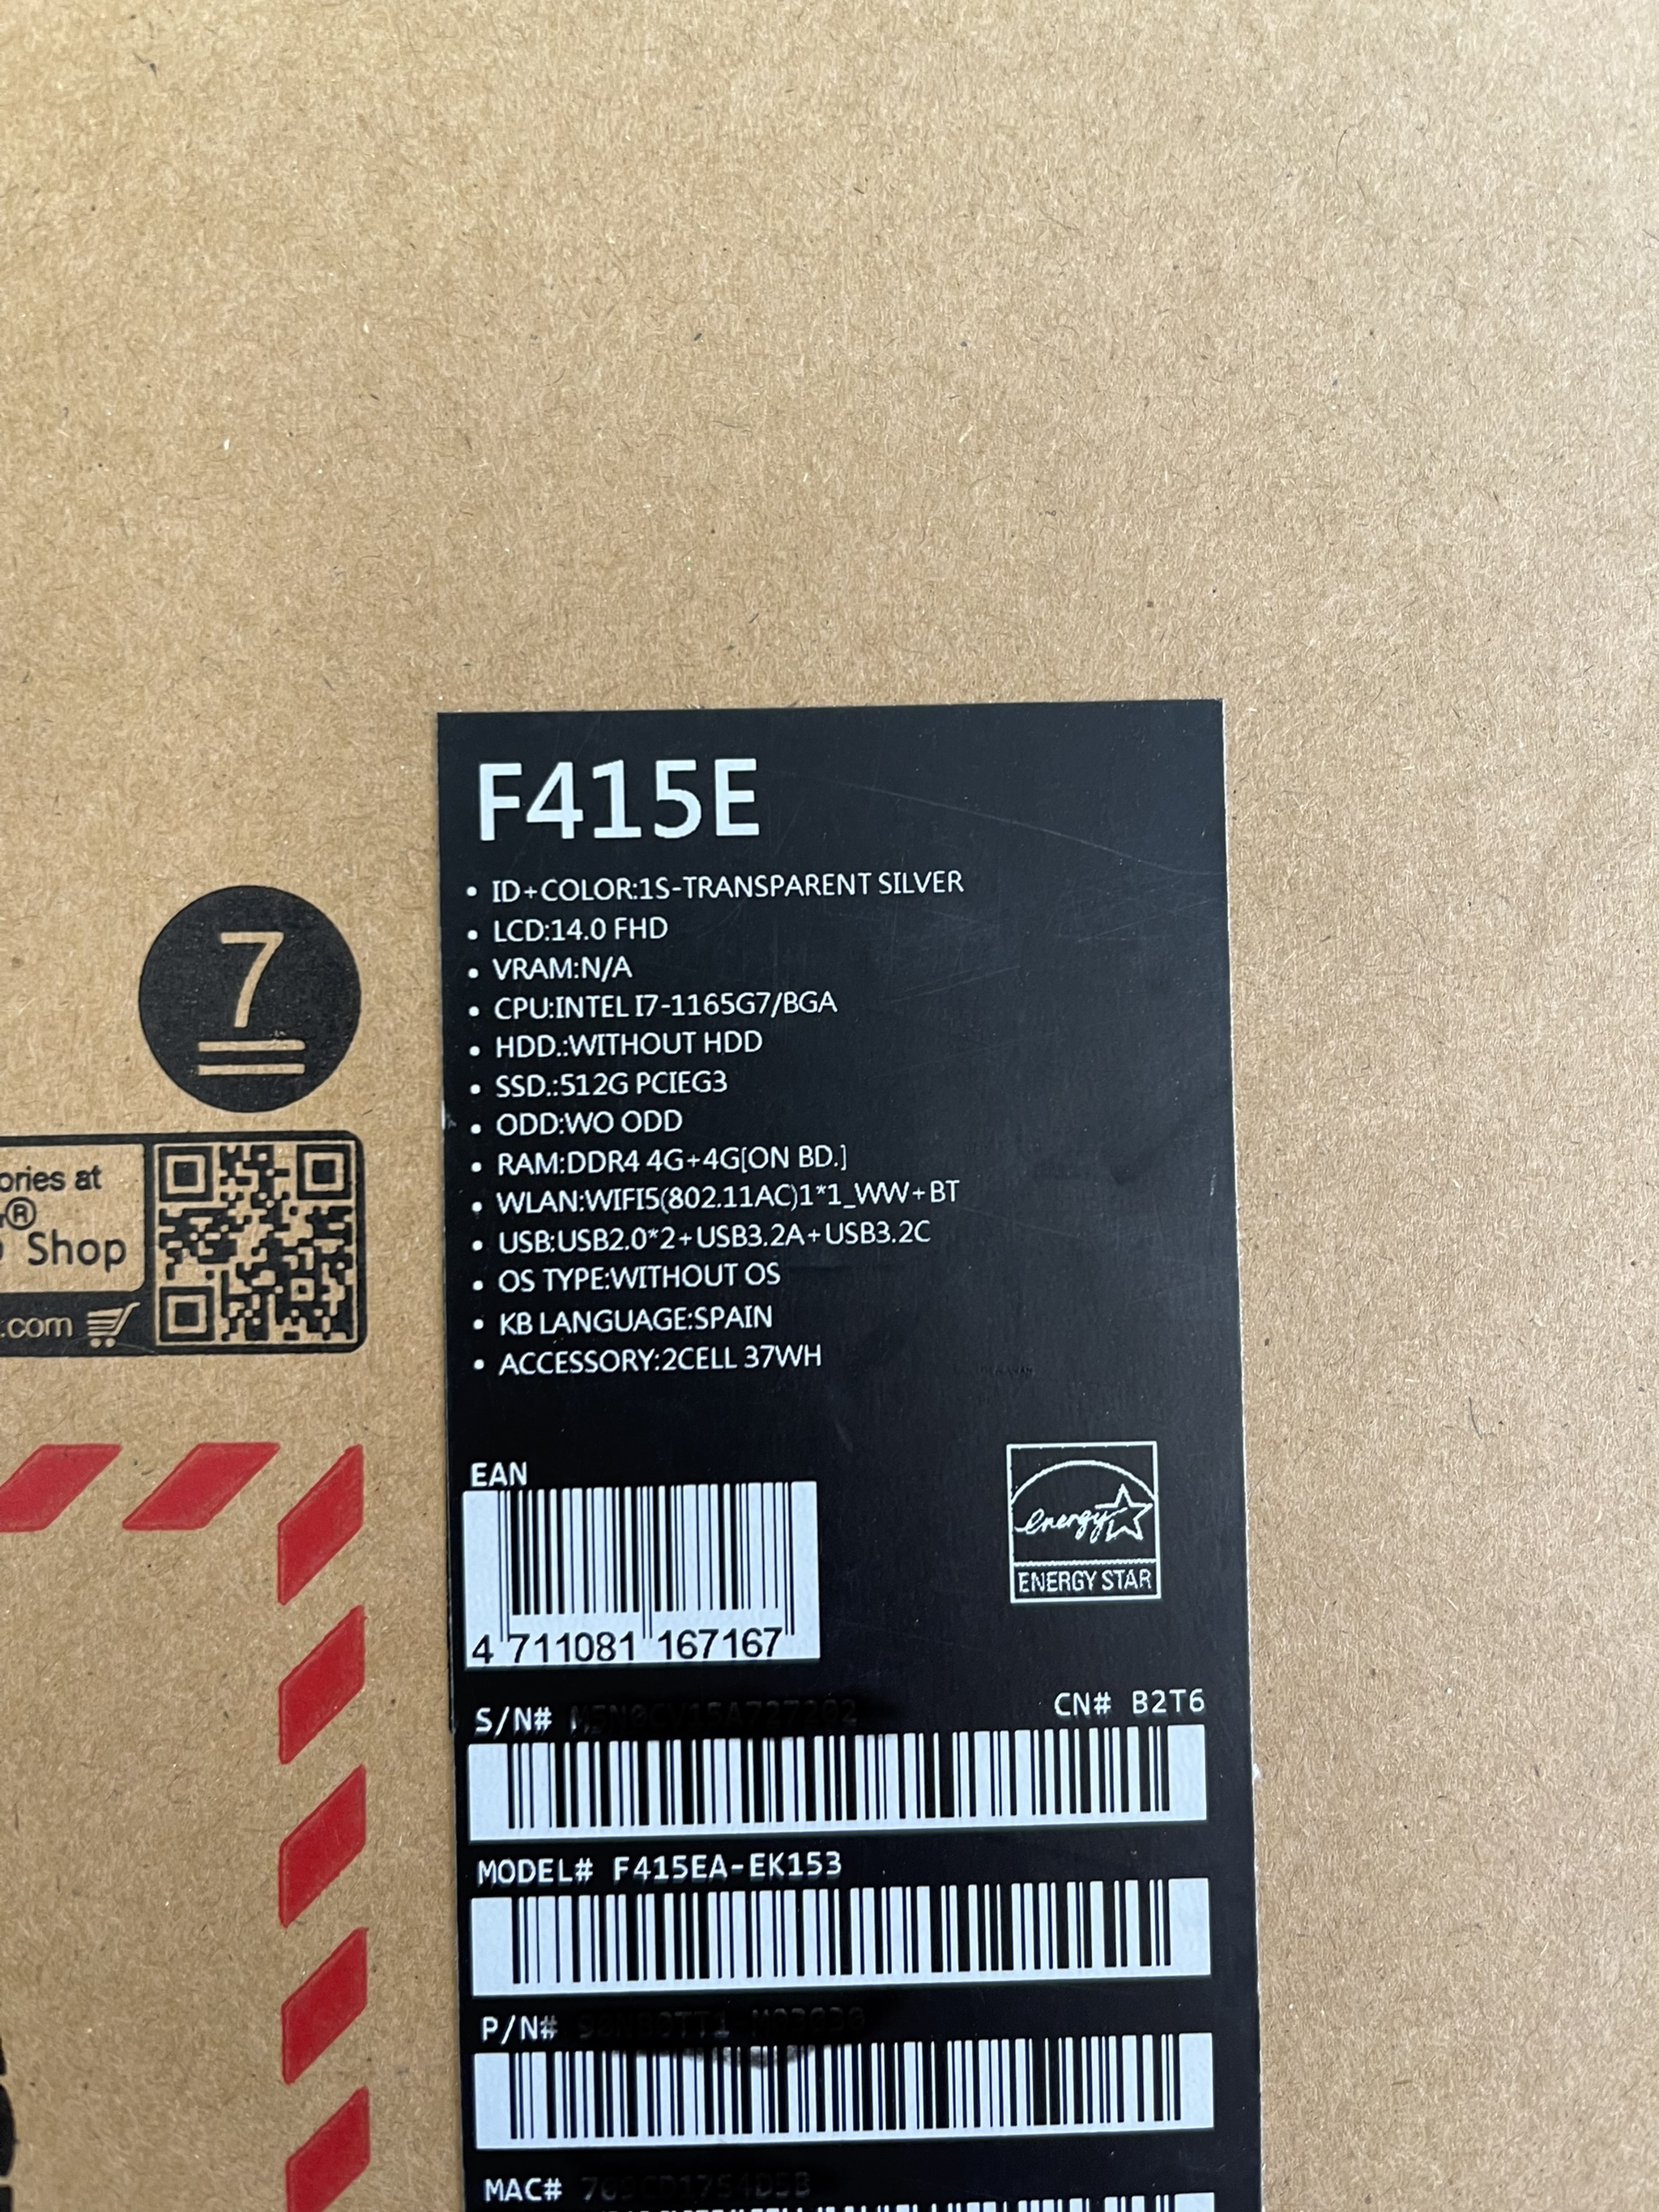 F415E
• ID+COLOR:1S-TRANSPARENT SILVER
• LCD:14.0 FHD
• VRAM:N/A
• CPU:INTEL I7-1165G7/BGA
• HDD.:WITHOUT HDD
• SSD.:512G PCIEG3
• ODD:WO ODD
• RAM:DDR4 4G+4G[ON BD.]
• WLAN:WIFI5(802.11AC)1*1_WW+BT
• USB:USB2.0*2+USB3.2A+USB3.2C
• OS TYPE:WITHOUT OS
• KB LANGUAGE:SPAIN
• ACCESSORY:2CELL 37WH
7
ories at
®
Shop
.com
EAN
4 711081 167167
energy
ENERGY STAR
S/N#
CN# B2T6
MODEL# F415EA-EK153
P/N#
MAC#